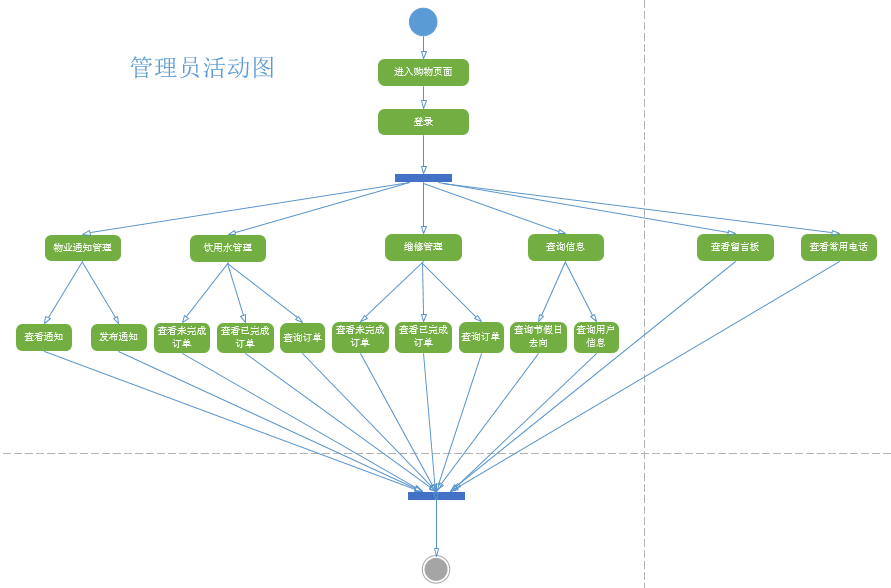 管理员活动图
进入购物页面
登录
物业通知管理
饮用水管理
维修管理
查询信息
查看留言板
查看常用电话
查看通知
发布通知
查看未完成
订单
查看已完成
订单
查询订单
查看未完成
订单
查看已完成
订单
查询订单
查询节假日
去向
查询用户
信息